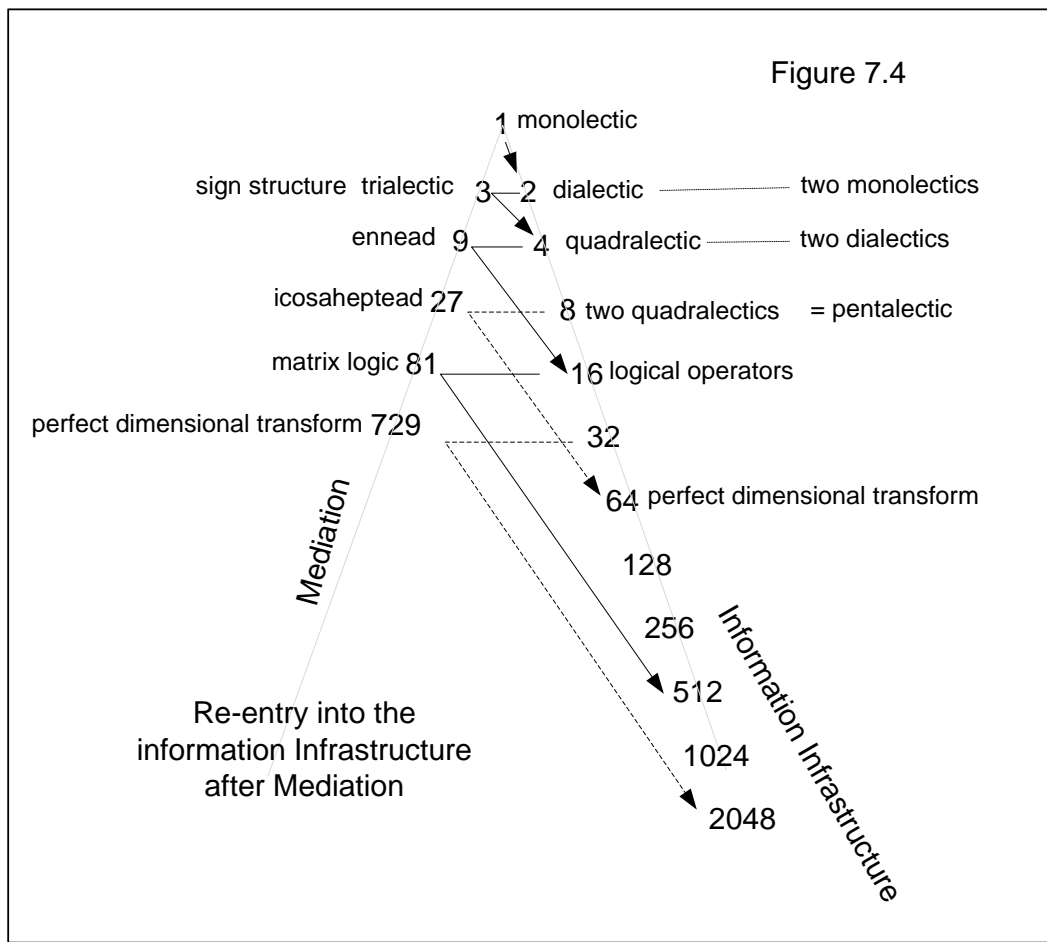 Figure 7.4
1 monolectic
sign structure trialectic 3 2 dialectic two monolectics
ennead 9 4 quadralectic two dialectics
icosaheptead 27 8 two quadralectics = pentalectic
matrix logic 81 16 logical operators
perfect dimensional transform 729 32
64 perfect dimensional transform
Mediation
128
256
Information Infrastructure
512
Re-entry into the
information Infrastructure
after Mediation
1024
2048